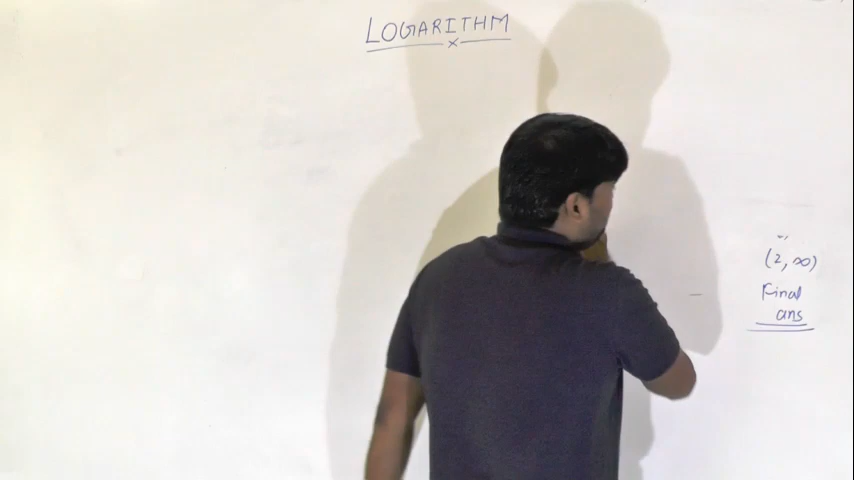 LOGARITHM
x
(2, ∞)
Final
ans